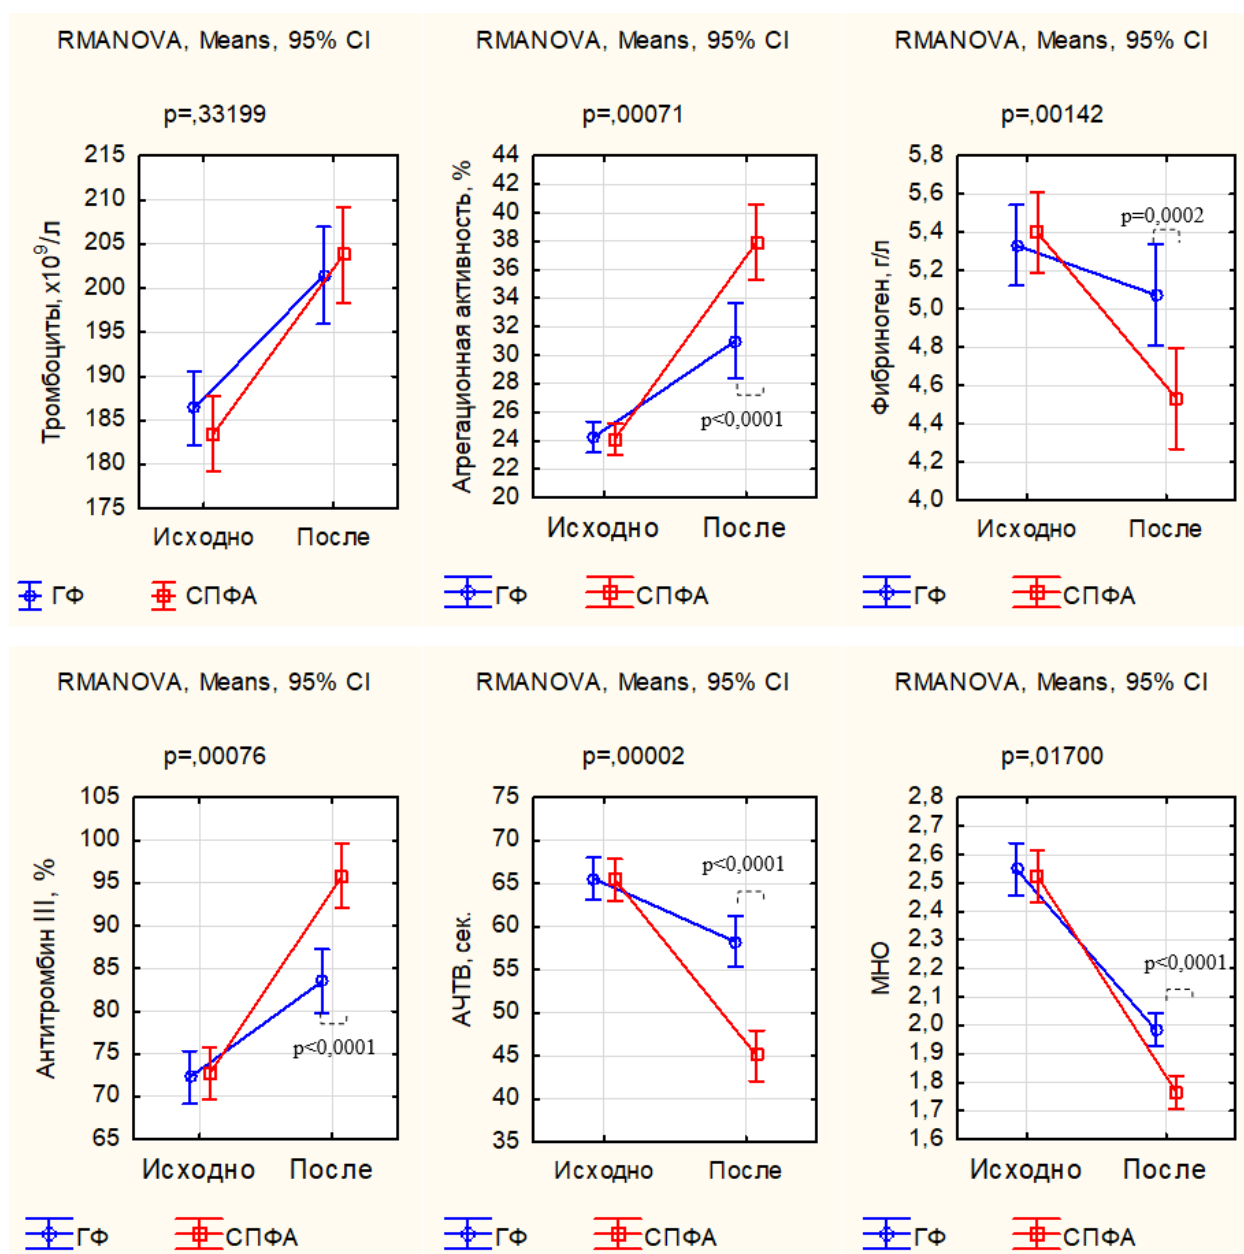 RMANOVA, Means, 95% CI
p=,33199
Тромбоциты, х10⁹/л
215
210
205
200
195
190
185
180
175
Исходно После
ГФ СПФА
RMANOVA, Means, 95% CI
p=,00071
Агрегационная активность, %
44
42
40
38
36
34
32
30
28
26
24
22
20
p<0,0001
Исходно После
ГФ СПФА
RMANOVA, Means, 95% CI
p=,00142
Фибриноген, г/л
5,8
5,6
5,4
5,2
5,0
4,8
4,6
4,4
4,2
4,0
p=0,0002
Исходно После
ГФ СПФА
RMANOVA, Means, 95% CI
p=,00076
Антитромбин III, %
105
100
95
90
85
80
75
70
65
p<0,0001
Исходно После
ГФ СПФА
RMANOVA, Means, 95% CI
p=,00002
АЧТВ, сек.
75
70
65
60
55
50
45
40
35
p<0,0001
Исходно После
ГФ СПФА
RMANOVA, Means, 95% CI
p=,01700
МНО
2,8
2,7
2,6
2,5
2,4
2,3
2,2
2,1
2,0
1,9
1,8
1,7
1,6
p<0,0001
Исходно После
ГФ СПФА